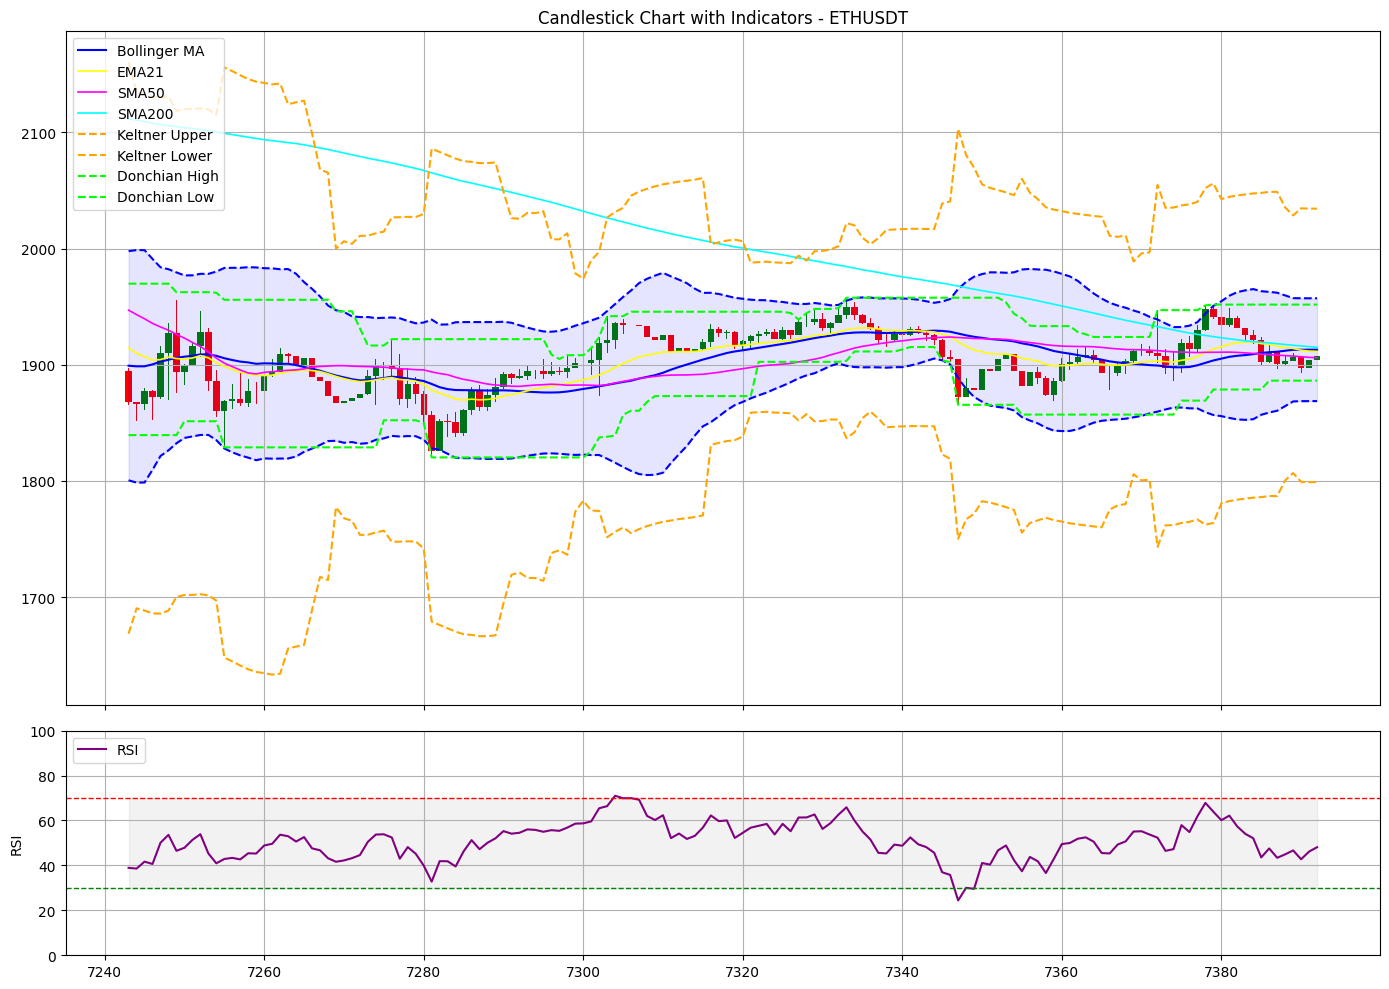 Candlestick Chart with Indicators - ETHUSDT
Bollinger MA
EMA21
SMA50
SMA200
Keltner Upper
Keltner Lower
Donchian High
Donchian Low
2100
2000
1900
1800
1700
RSI
100
80
60
40
20
0
RSI
7240
7260
7280
7300
7320
7340
7360
7380